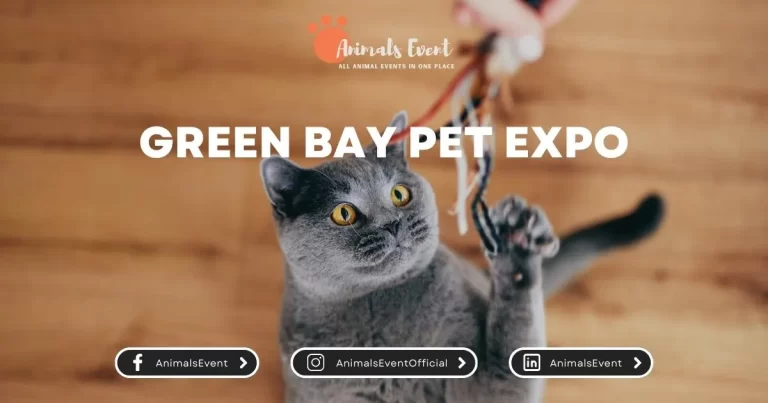 Animals Event
ALL ANIMAL EVENTS IN ONE PLACE
GREEN BAY PET EXPO
AnimalsEvent
AnimalsEventOfficial
AnimalsEvent